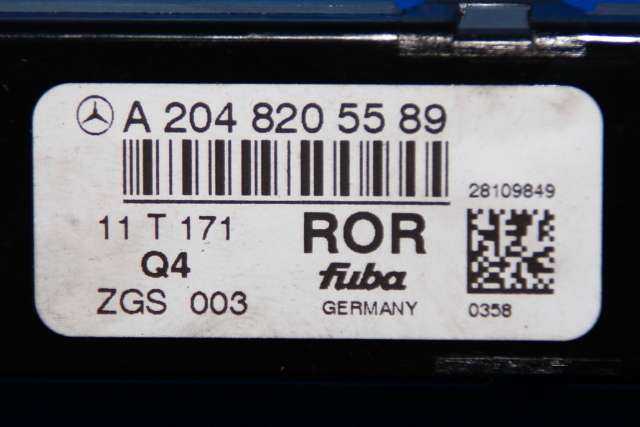 A 204 820 55 89
28109849
11 T 171
ROR
Q4
fuba
ZGS 003
GERMANY
0358